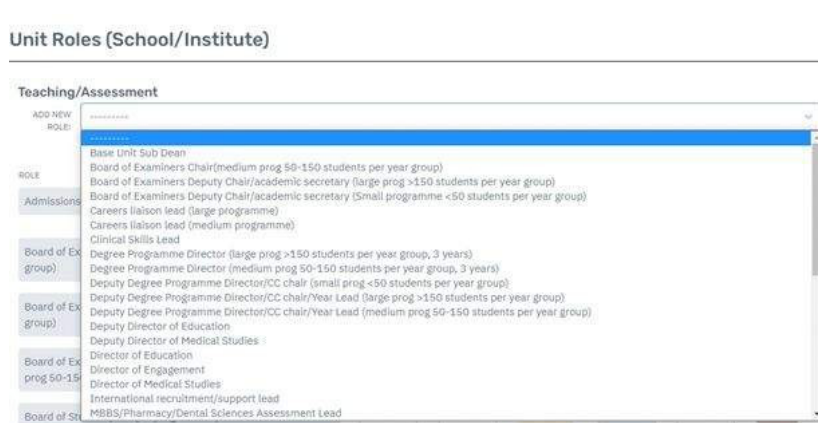 Unit Roles (School/Institute)
Teaching/Assessment
ADD NEW
ROLE:
---------
---------
Base Unit Sub Dean
Board of Examiners Chair(medium prog 50-150 students per year group)
Board of Examiners Deputy Chair/academic secretary (large prog >150 students per year group)
Board of Examiners Deputy Chair/academic secretary (Small programme <50 students per year group)
Careers liaison lead (large programme)
Careers liaison lead (medium programme)
Clinical Skills Lead
Degree Programme Director (large prog >150 students per year group, 3 years)
Degree Programme Director (medium prog 50-150 students per year group, 3 years)
Deputy Degree Programme Director/CC chair (small prog <50 students per year group)
Deputy Degree Programme Director/CC chair/Year Lead (large prog >150 students per year group)
Deputy Degree Programme Director/CC chair/Year Lead (medium prog 50-150 students per year group)
Deputy Director of Education
Deputy Director of Medical Studies
Director of Education
Director of Engagement
Director of Medical Studies
International recruitment/support lead
MBBS/Pharmacy/Dental Sciences Assessment Lead
ROLE
Admissions
Board of Ex
group)
Board of Ex
group)
Board of Ex
prog 50-15
Board of St